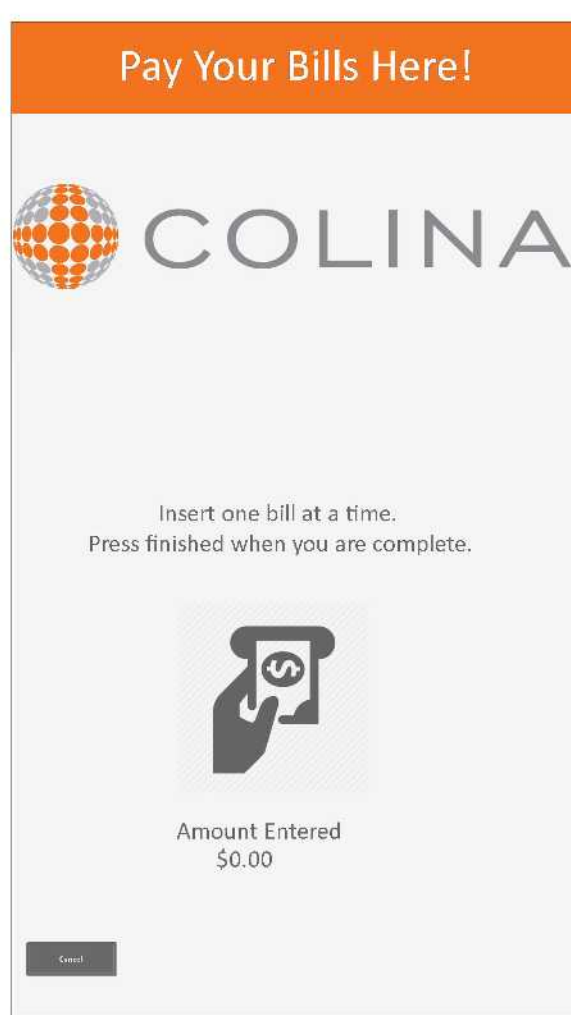 Pay Your Bills Here!
COLINA
Insert one bill at a time.
Press finished when you are complete.
Amount Entered
$0.00
Cancel